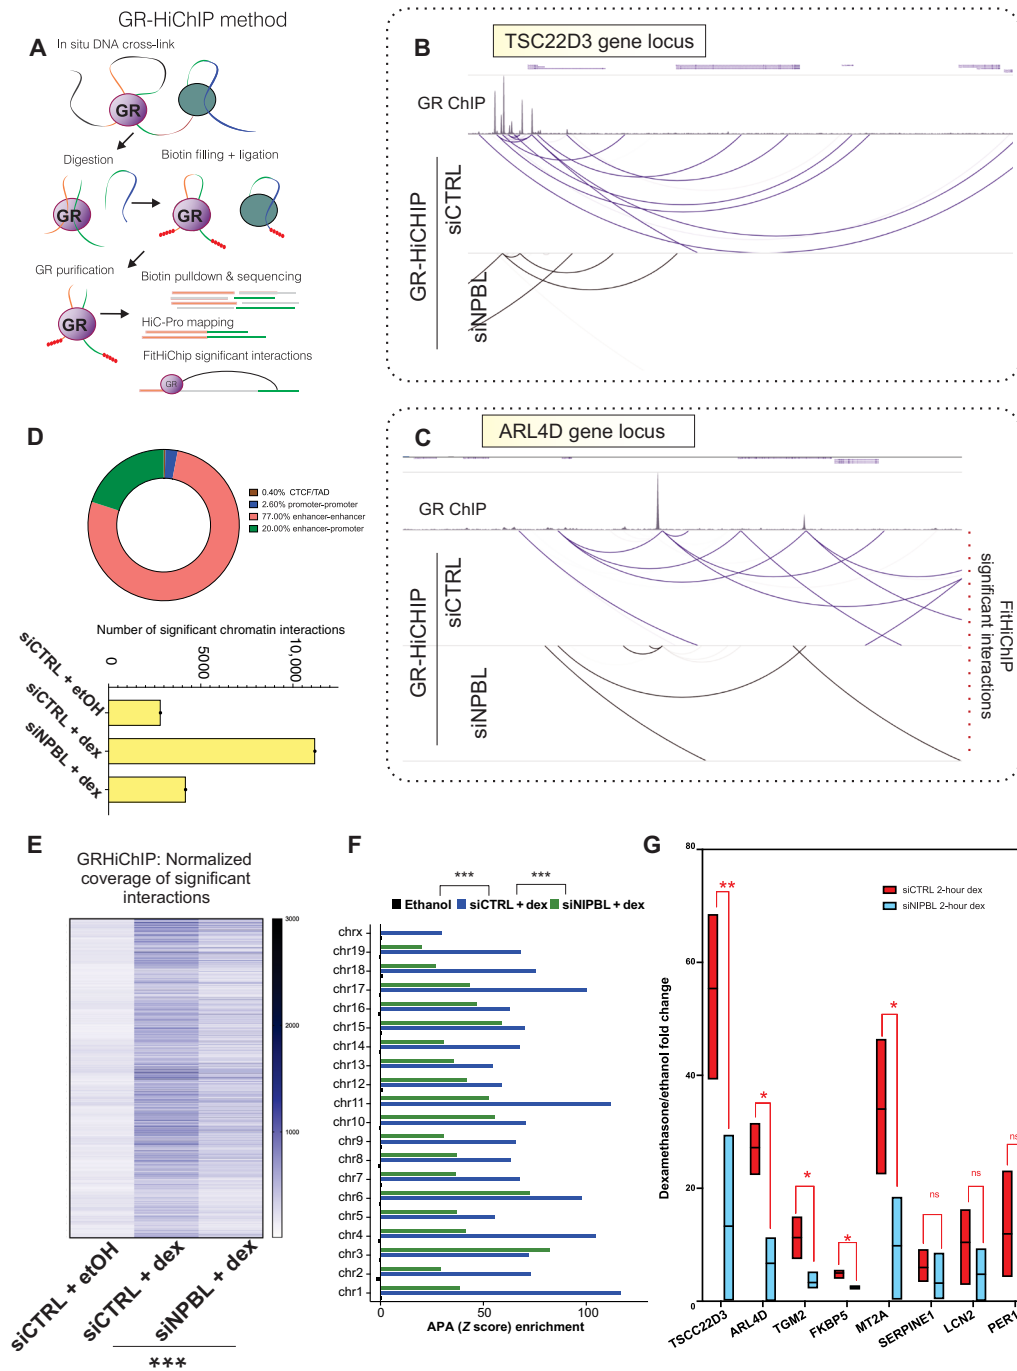 GR-HiChIP method
A
In situ DNA cross-link
GR
Digestion
Biotin filling + ligation
GR
GR
GR purification
Biotin pulldown & sequencing
GR
HiC-Pro mapping
FitHiChip significant interactions
GR
B
TSC22D3 gene locus
GR ChIP
GR-HiCHIP
siCTRL
siNPBL
C
ARL4D gene locus
GR ChIP
GR-HiCHIP
siCTRL
siNPBL
FitHiChIP
significant interactions
D
0.40% CTCF/TAD
2.60% promoter-promoter
77.00% enhancer-enhancer
20.00% enhancer-promoter
Number of significant chromatin interactions
0
5000
10,000
siCTRL + etOH
siCTRL + dex
siNPBL + dex
E
GRHiChIP: Normalized
coverage of significant
interactions
3000
2000
1000
siCTRL + etOH
siCTRL + dex
siNPBL + dex
***
F
*** ***
Ethanol siCTRL + dex siNIPBL + dex
chrx
chr19
chr18
chr17
chr16
chr15
chr14
chr13
chr12
chr11
chr10
chr9
chr8
chr7
chr6
chr5
chr4
chr3
chr2
chr1
0 50 100
APA (Z score) enrichment
G
Dexamethasone/ethanol fold change
80
60
40
20
0
siCTRL 2-hour dex
siNIPBL 2-hour dex
**
*
*
*
*
ns
ns
ns
TSCC22D3
ARL4D
TGM2
FKBP5
MT2A
SERPINE1
LCN2
PER1